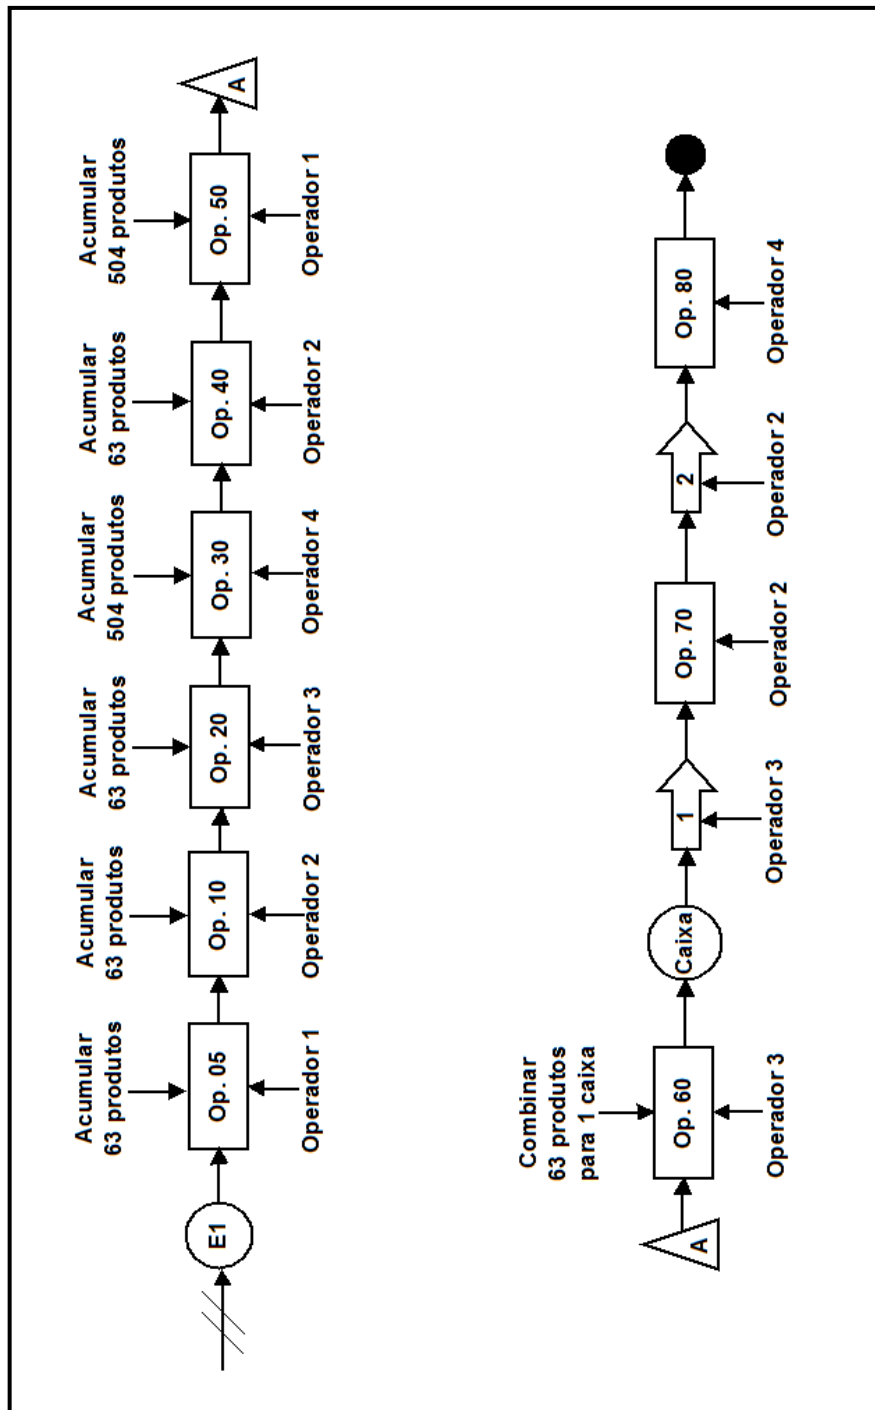 E1
Acumular
63 produtos
Op. 05
Operador 1
Acumular
63 produtos
Op. 10
Operador 2
Acumular
63 produtos
Op. 20
Operador 3
Acumular
504 produtos
Op. 30
Operador 4
Acumular
63 produtos
Op. 40
Operador 2
Acumular
504 produtos
Op. 50
Operador 1
A
A
Combinar
63 produtos
para 1 caixa
Op. 60
Operador 3
Caixa
1
Operador 3
Op. 70
Operador 2
2
Operador 2
Op. 80
Operador 4